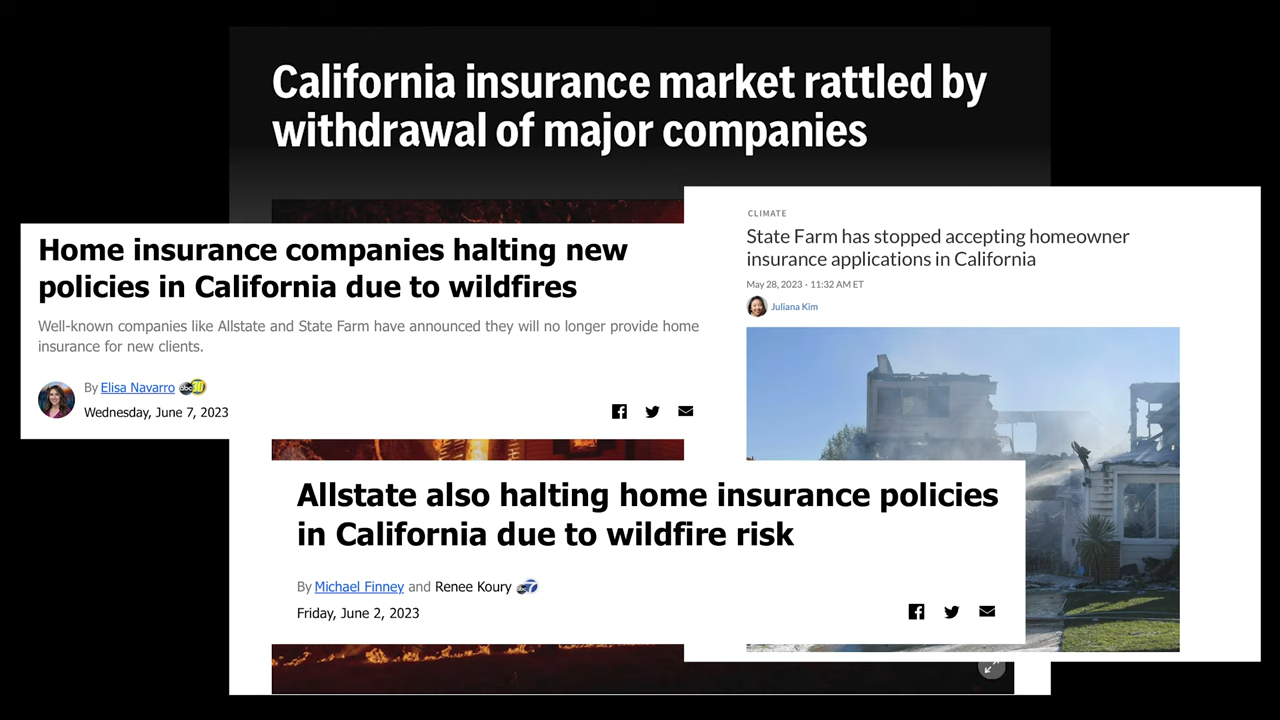 California insurance market rattled by
withdrawal of major companies
Home insurance companies halting new
policies in California due to wildfires
Well-known companies like Allstate and State Farm have announced they will no longer provide home
insurance for new clients.
By Elisa Navarro abc30
Wednesday, June 7, 2023
CLIMATE
State Farm has stopped accepting homeowner
insurance applications in California
May 28, 2023 · 11:32 AM ET
Juliana Kim
Allstate also halting home insurance policies
in California due to wildfire risk
By Michael Finney and Renee Koury abc7
Friday, June 2, 2023